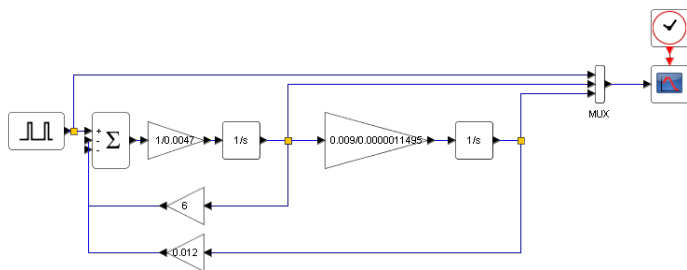 MUX
+
-
-
Σ
1/0.0047
1/s
0.009/0.0000011495
1/s
6
0.012